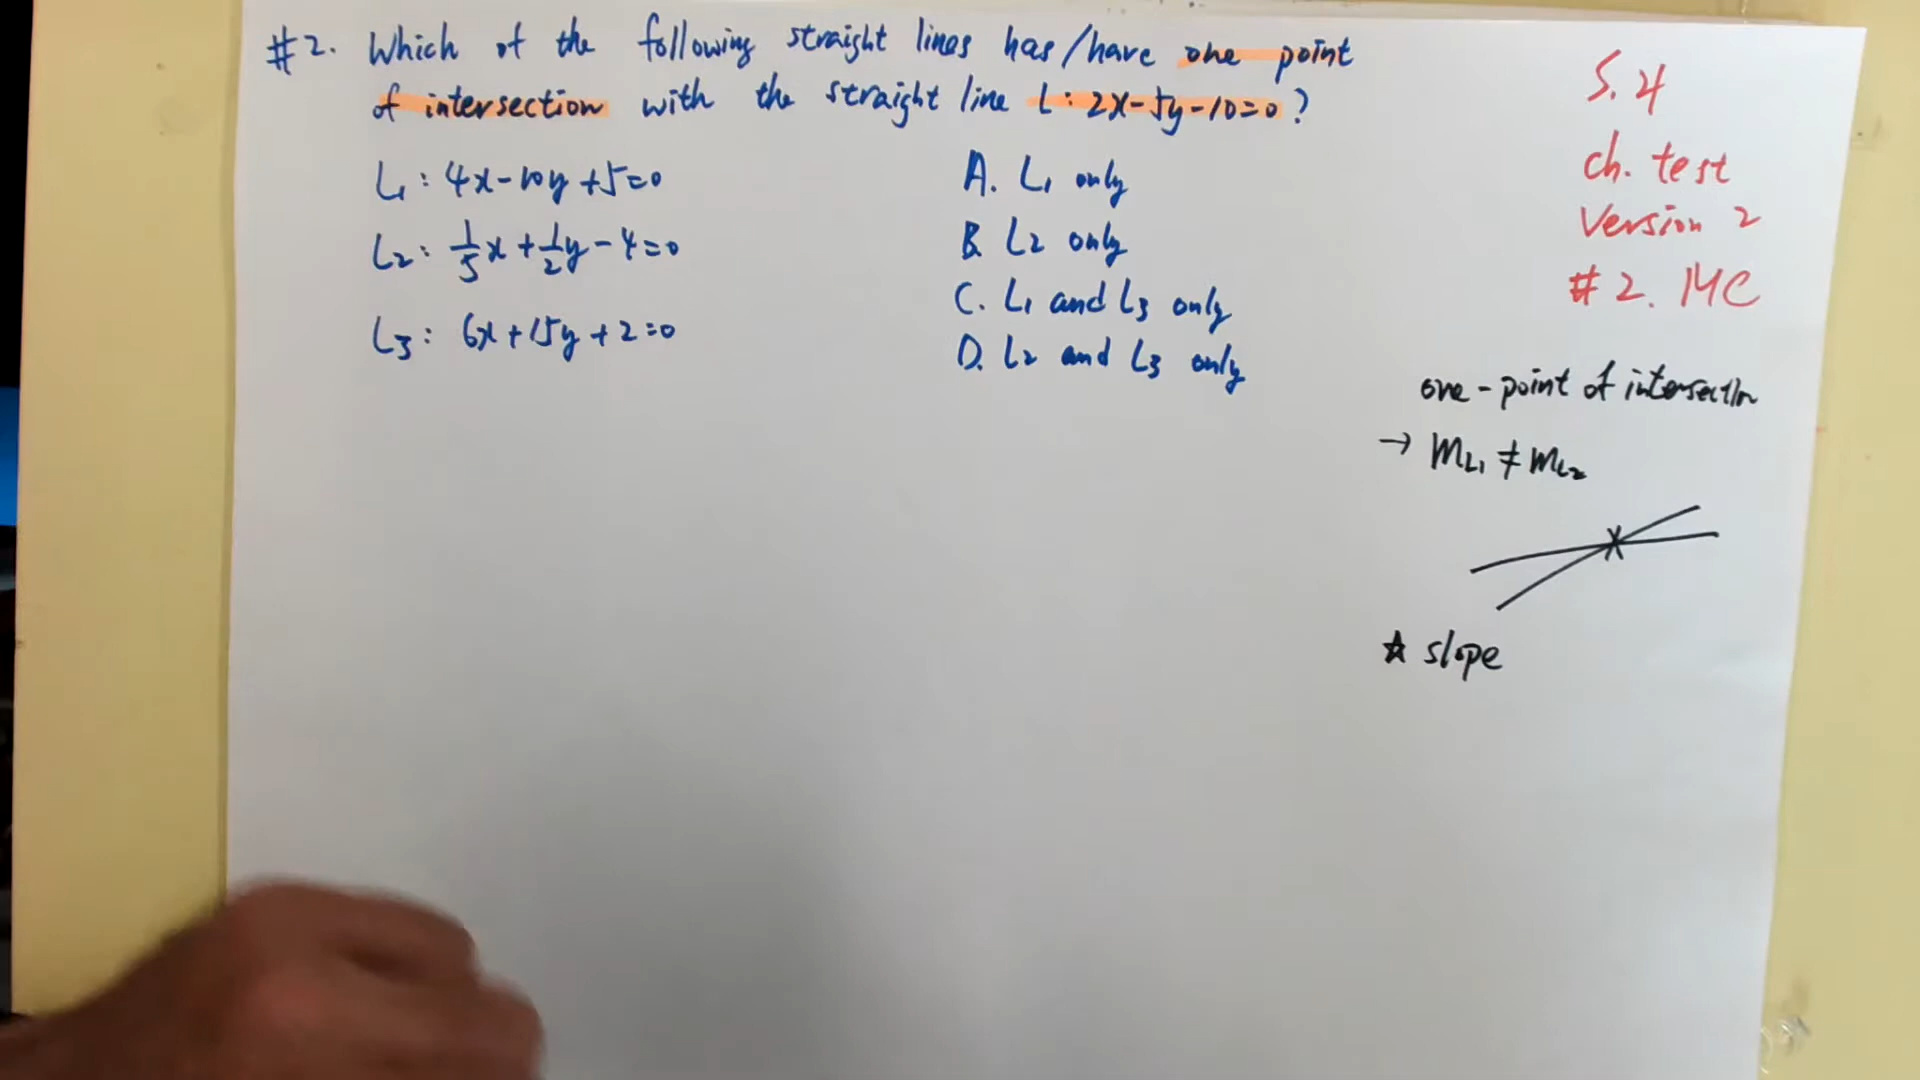 #2. Which of the following straight lines has/have one point
of intersection with the straight line L: 2x-5y-10=0?
L₁: 4x-10y+5=0
L₂: 1/5x+1/2y-4=0
L₃: 6x+15y+2=0
A. L₁ only
B. L₂ only
C. L₁ and L₃ only
D. L₂ and L₃ only
S.4
ch. test
Version 2
#2. MC
one-point of intersection
→ mL₁ ≠ mL₂
☆ slope